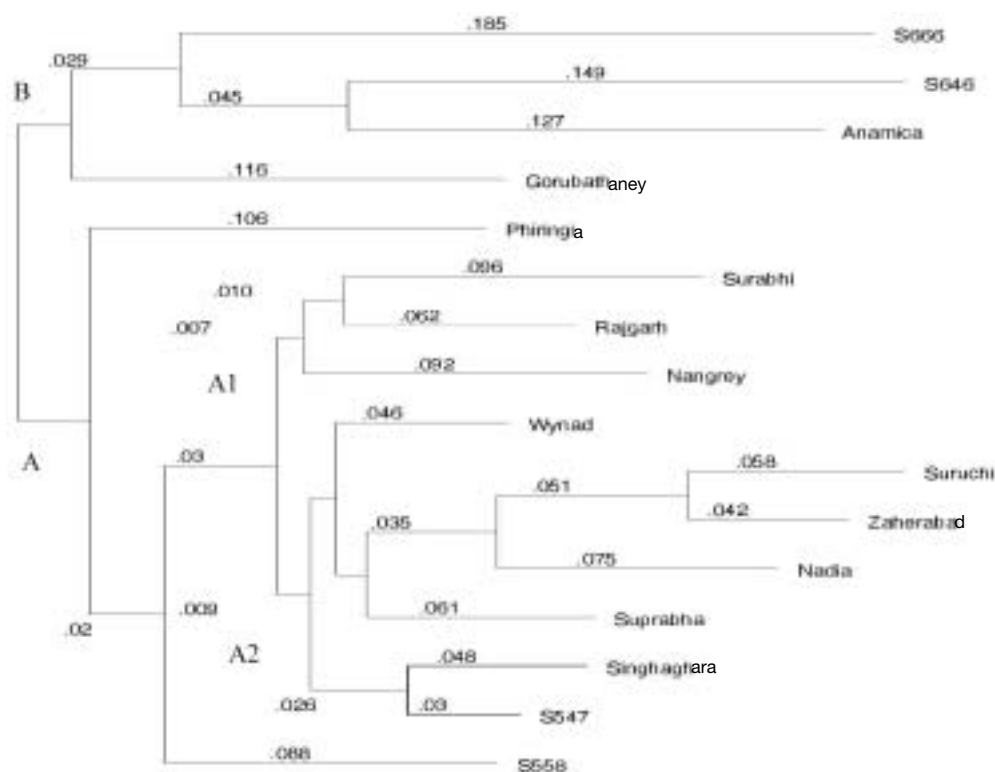 .185
S666
.029
.149
S646
B
.045
.127
Anamica
.116
Gorubathaney
.106
Phiringia
.096
Surabhi
.010
.062
Rajgarh
.007
.092
Nangrey
A1
.046
Wynad
A
.03
.058
Suruchi
.051
.042
Zaherabad
.035
.075
Nadia
.009
.061
Suprabha
.02
A2
.048
Singhaghara
.026
.03
S547
.088
S558